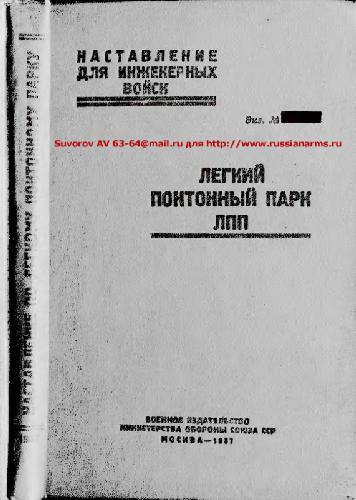 НАСТАВЛЕНИЕ
ДЛЯ ИНЖЕНЕРНЫХ
ВОЙСК
Экз. №
Suvorov AV 63-64@mail.ru для http://www.russianarms.ru
ЛЕГКИЙ
ПОНТОННЫЙ ПАРК
ЛПП
ВОЕННОЕ ИЗДАТЕЛЬСТВО
МИНИСТЕРСТВА ОБОРОНЫ СОЮЗА ССР
МОСКВА—1957
НАСТАВЛЕНИЕ ПО ЛЕГКОМУ ПОНТОННОМУ ПАРКУ